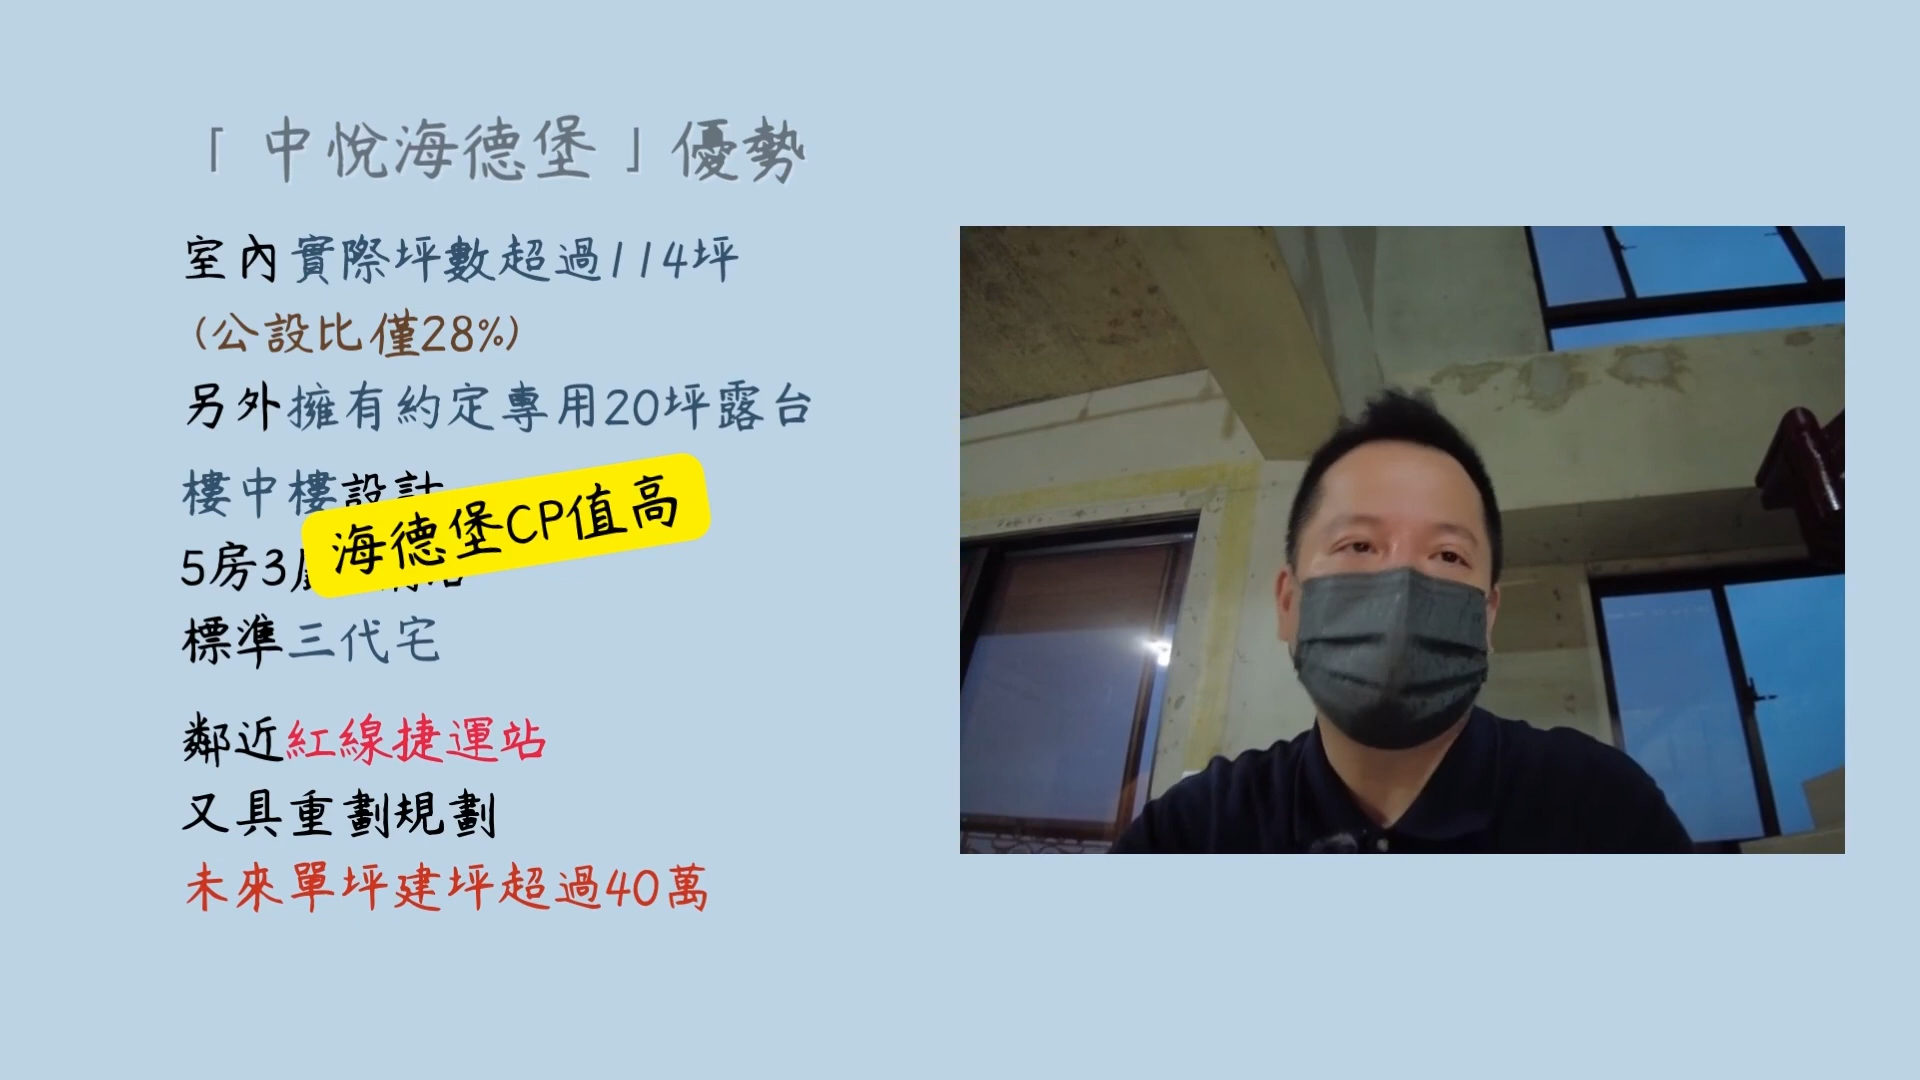 「中悅海德堡」優勢
室內實際坪數超過114坪
(公設比僅28%)
另外擁有約定專用20坪露台
樓中樓設計
海德堡CP值高
5房3
標準三代宅
鄰近紅線捷運站
又具重劃規劃
未來單坪建坪超過40萬